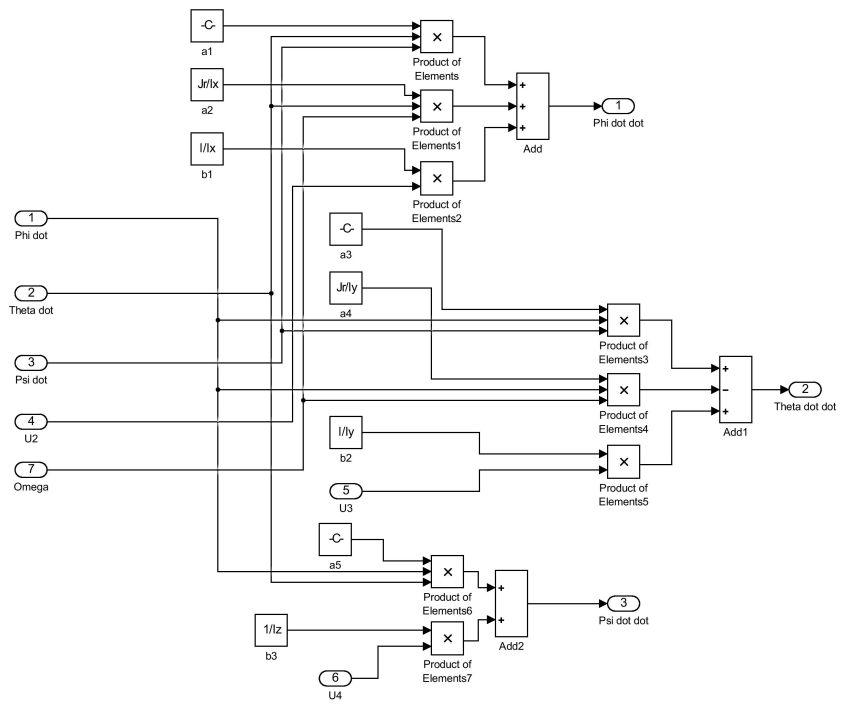 -C-
a1
Product of
Elements
Jr/Ix
a2
Product of
Elements1
+
+
+
Add
1
Phi dot dot
l/Ix
b1
Product of
Elements2
1
Phi dot
-C-
a3
2
Theta dot
Jr/Iy
a4
Product of
Elements3
3
Psi dot
Product of
Elements4
+
−
+
Add1
2
Theta dot dot
4
U2
l/Iy
b2
7
Omega
5
U3
Product of
Elements5
-C-
a5
Product of
Elements6
+
+
Add2
3
Psi dot dot
1/Iz
b3
Product of
Elements7
6
U4